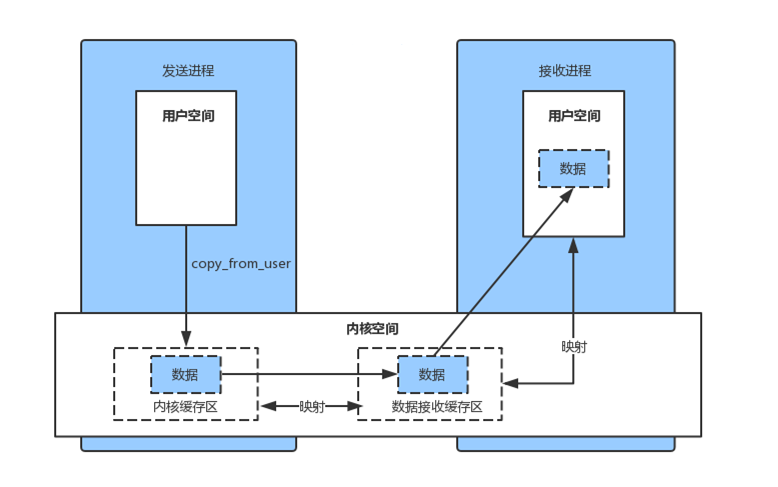 发送进程
接收进程
用户空间
用户空间
数据
copy_from_user
内核空间
映射
数据
数据
内核缓存区
映射
数据接收缓存区